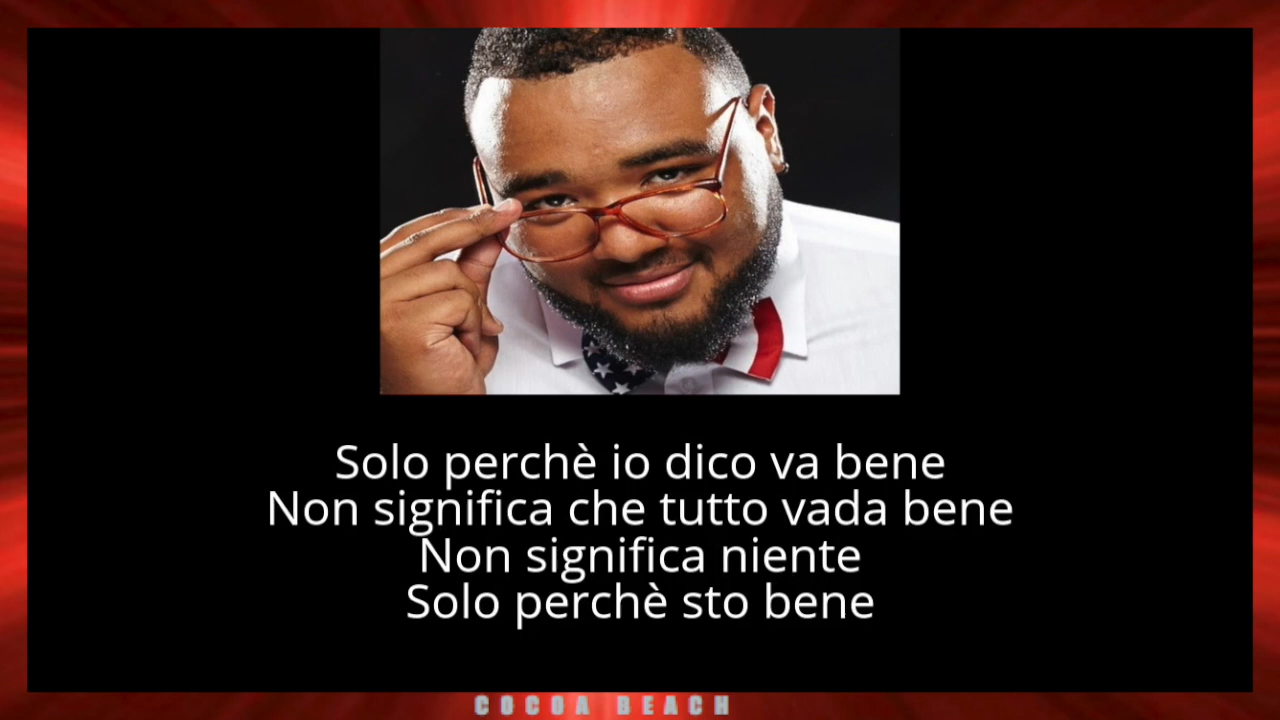 Solo perchè io dico va bene
Non significa che tutto vada bene
Non significa niente
Solo perchè sto bene
COCOA BEACH